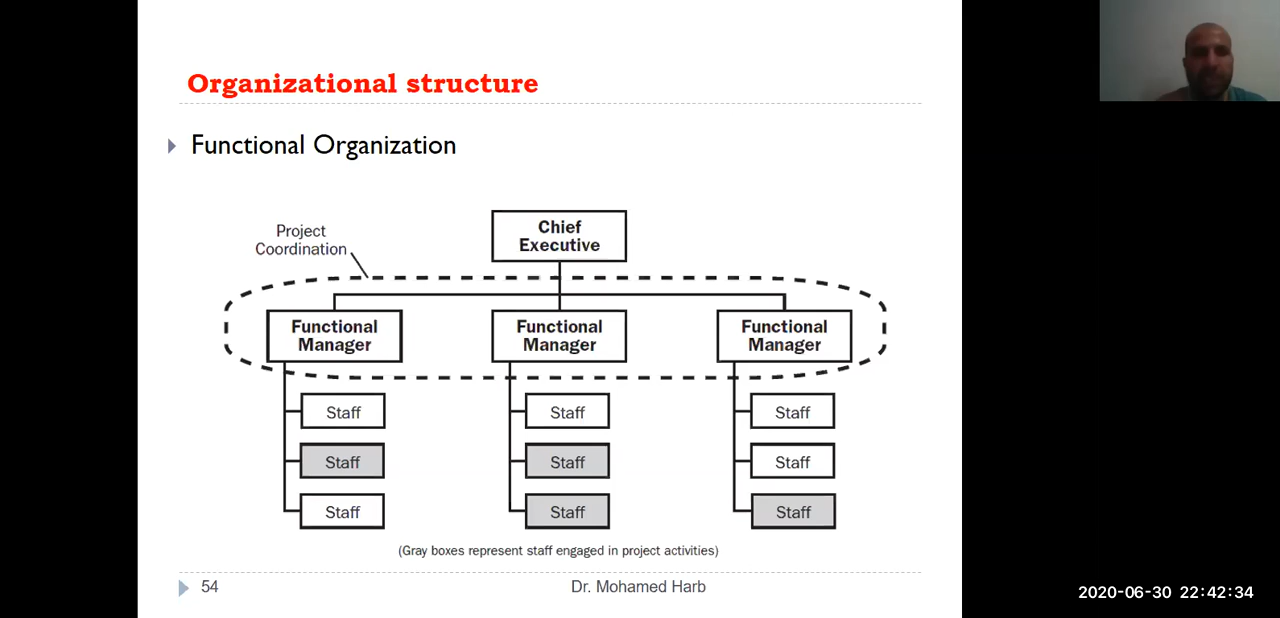 Organizational structure
Functional Organization
Project
Coordination
Chief
Executive
Functional
Manager
Functional
Manager
Functional
Manager
Staff
Staff
Staff
Staff
Staff
Staff
Staff
Staff
Staff
(Gray boxes represent staff engaged in project activities)
54
Dr. Mohamed Harb
2020-06-30 22:42:34